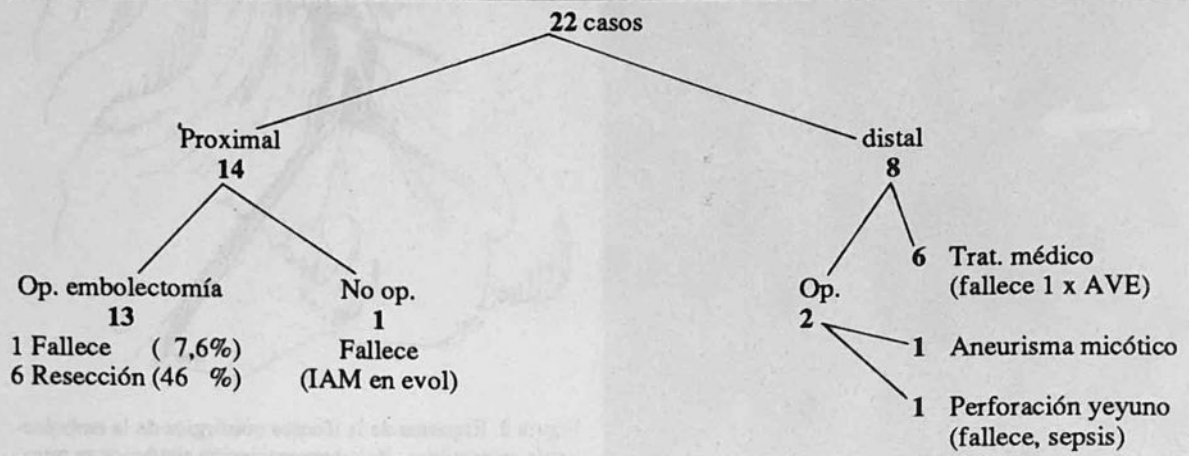 22 casos
Proximal
14
distal
8
Op. embolectomía
13
1 Fallece ( 7,6%)
6 Resección (46 %)
No op.
1
Fallece
(IAM en evol)
Op.
2
6 Trat. médico
(fallece 1 x AVE)
1 Aneurisma micótico
1 Perforación yeyuno
(fallece, sepsis)